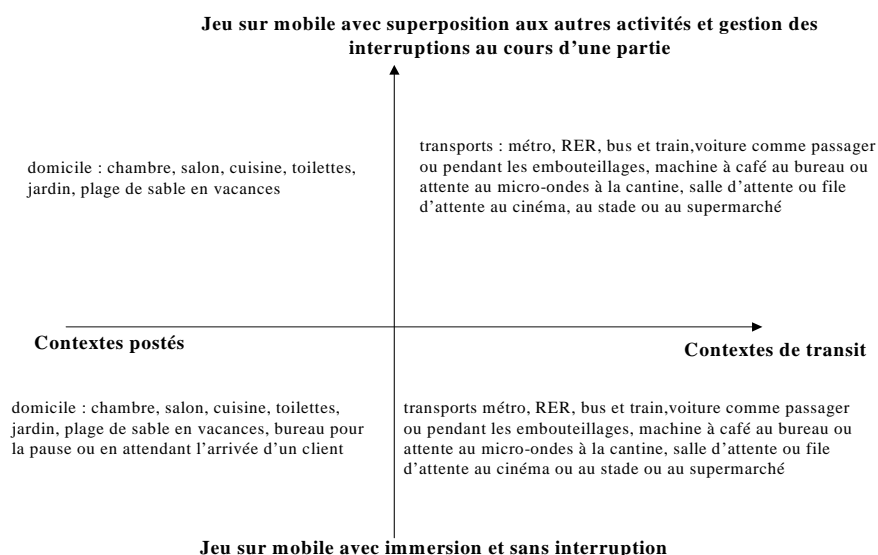 Jeu sur mobile avec superposition aux autres activités et gestion des
interruptions au cours d'une partie
domicile : chambre, salon, cuisine, toilettes,
jardin, plage de sable en vacances
transports : métro, RER, bus et train,voiture comme passager
ou pendant les embouteillages, machine à café au bureau ou
attente au micro-ondes à la cantine, salle d'attente ou file
d'attente au cinéma, au stade ou au supermarché
Contextes postés
Contextes de transit
domicile : chambre, salon, cuisine, toilettes,
jardin, plage de sable en vacances, bureau pour
la pause ou en attendant l'arrivée d'un client
transports métro, RER, bus et train,voiture comme passager
ou pendant les embouteillages, machine à café au bureau ou
attente au micro-ondes à la cantine, salle d'attente ou file
d'attente au cinéma ou au stade ou au supermarché
Jeu sur mobile avec immersion et sans interruption